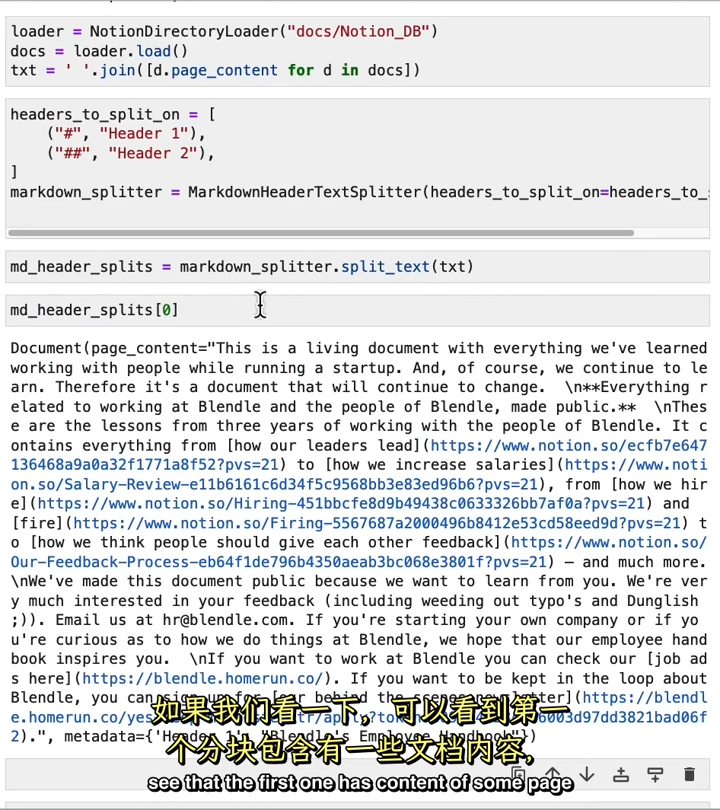 loader = NotionDirectoryLoader("docs/Notion_DB")
docs = loader.load()
txt = ' '.join([d.page_content for d in docs])
headers_to_split_on = [
    ("#", "Header 1"),
    ("##", "Header 2"),
]
markdown_splitter = MarkdownHeaderTextSplitter(headers_to_split_on=headers_to_
md_header_splits = markdown_splitter.split_text(txt)
md_header_splits[0]
Document(page_content="This is a living document with everything we've learned
working with people while running a startup. And, of course, we continue to le
arn. Therefore it's a document that will continue to change.  \n**Everything r
elated to working at Blendle and the people of Blendle, made public.**  \nThes
e are the lessons from three years of working with the people of Blendle. It c
ontains everything from [how our leaders lead](https://www.notion.so/ecfb7e647
136468a9a0a32f1771a8f52?pvs=21) to [how we increase salaries](https://www.noti
on.so/Salary-Review-e11b6161c6d34f5c9568bb3e83ed96b6?pvs=21), from [how we hir
e](https://www.notion.so/Hiring-451bbcfe8d9b49438c0633326bb7af0a?pvs=21) and
[fire](https://www.notion.so/Firing-5567687a2000496b8412e53cd58eed9d?pvs=21) t
o [how we think people should give each other feedback](https://www.notion.so/
Our-Feedback-Process-eb64f1de796b4350aeab3bc068e3801f?pvs=21) — and much more.
\nWe've made this document public because we want to learn from you. We're ver
y much interested in your feedback (including weeding out typo's and Dunglish
;)). Email us at hr@blendle.com. If you're starting your own company or if yo
u're curious as to how we do things at Blendle, we hope that our employee hand
book inspires you.  \nIf you want to work at Blendle you can check our [job ad
s here](https://blendle.homerun.co/). If you want to be kept in the loop about
Blendle, you can sign up for [our behind the scenes newsletter](https://blendl
e.homerun.co/yes
6003d97dd3821bad06f
2).", metadata={'Header 1': "Blendle's Employee Handbook"})
如果我们看一下，可以看到第一
个分块包含有一些文档内容，
see that the first one has content of some page